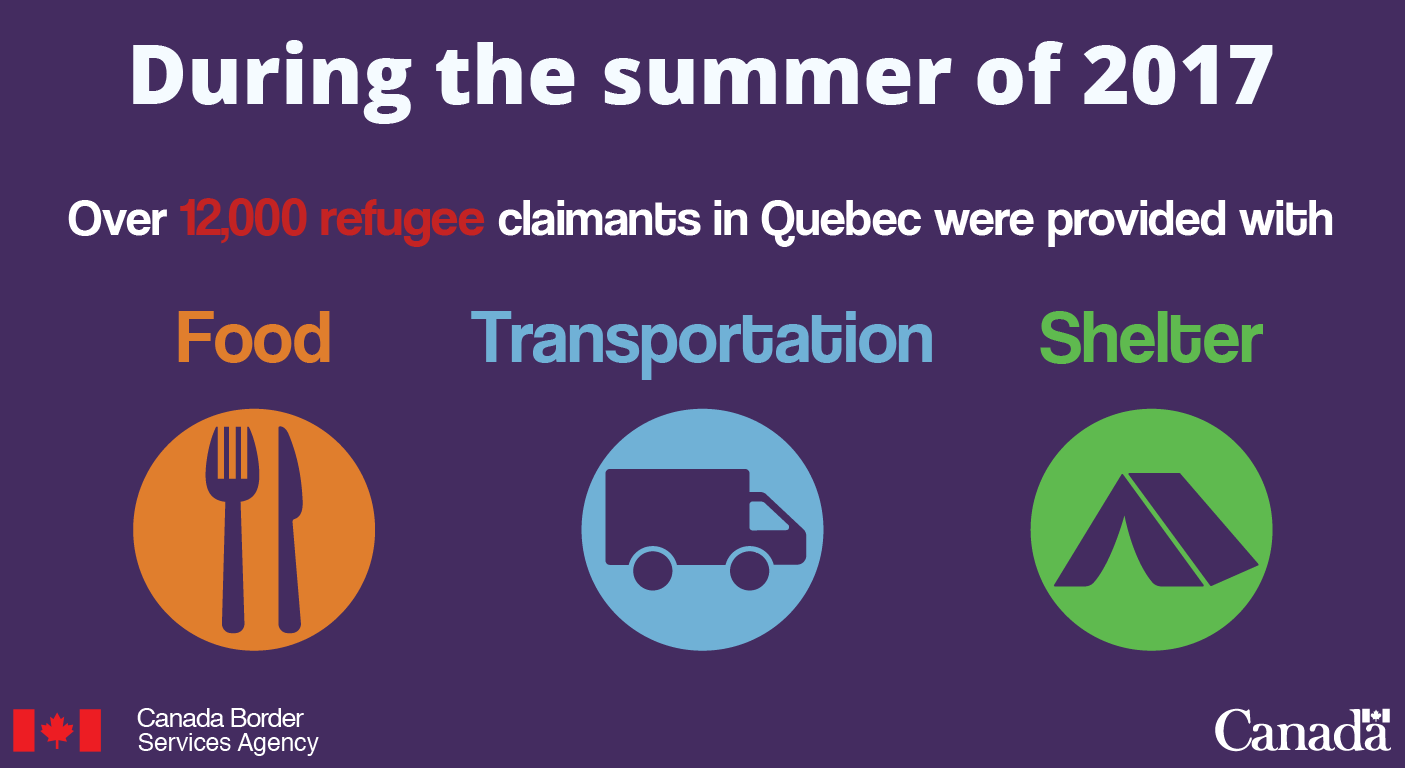 During the summer of 2017
Over 12,000 refugee claimants in Quebec were provided with
Food Transportation Shelter
Canada Border
Services Agency
Canada